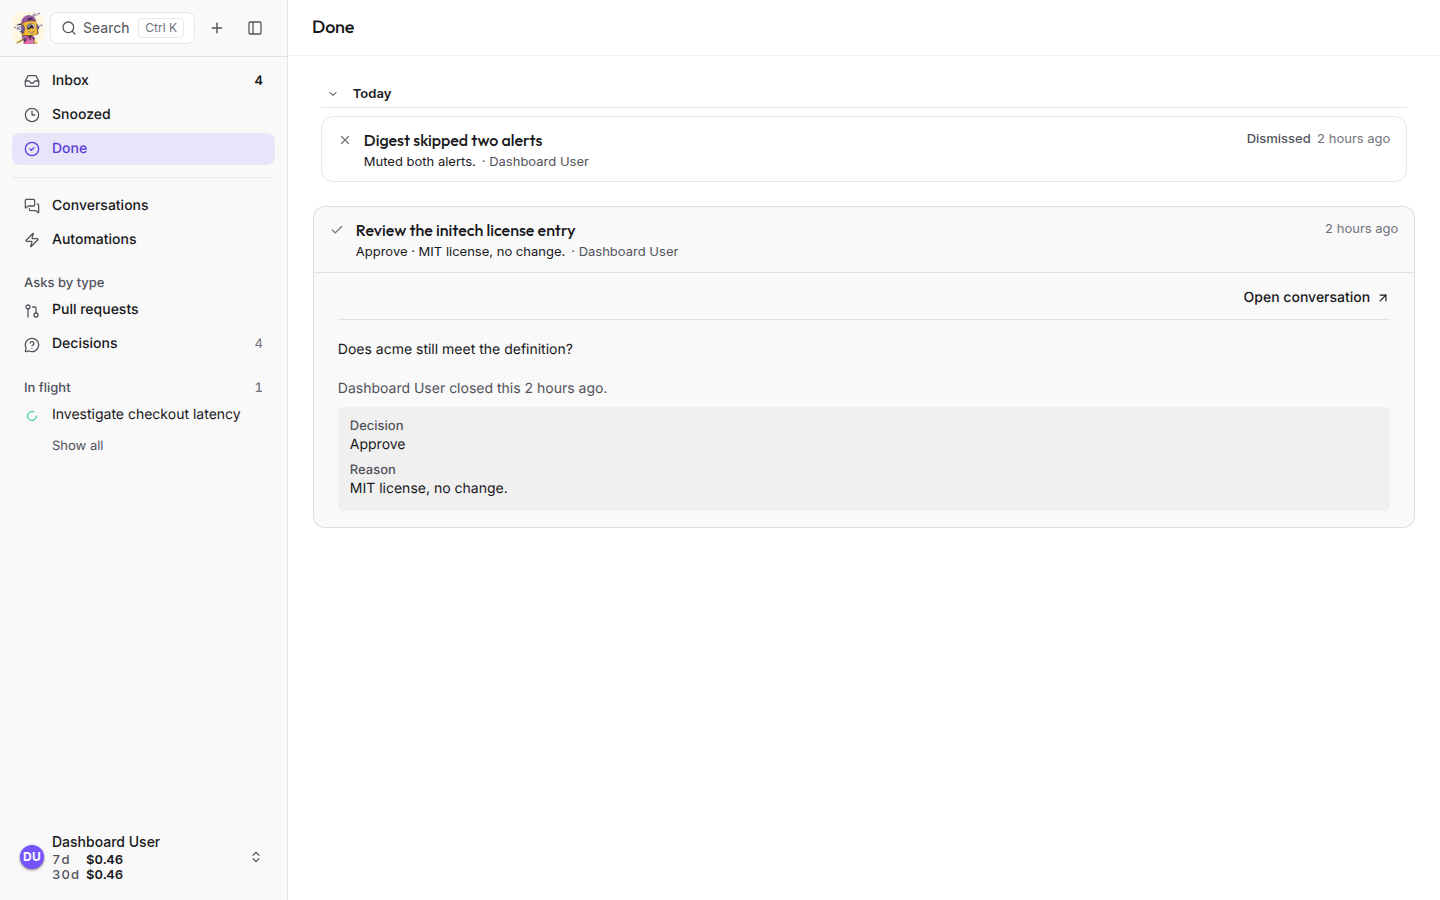 Search Ctrl K
Inbox 4
Snoozed
Done
Conversations
Automations
Asks by type
Pull requests
Decisions 4
In flight 1
Investigate checkout latency
Show all
DU
Dashboard User
7d $0.46
30d $0.46
Done
Today
Digest skipped two alerts
Dismissed 2 hours ago
Muted both alerts. · Dashboard User
Review the initech license entry
2 hours ago
Approve · MIT license, no change. · Dashboard User
Open conversation
Does acme still meet the definition?
Dashboard User closed this 2 hours ago.
Decision
Approve
Reason
MIT license, no change.